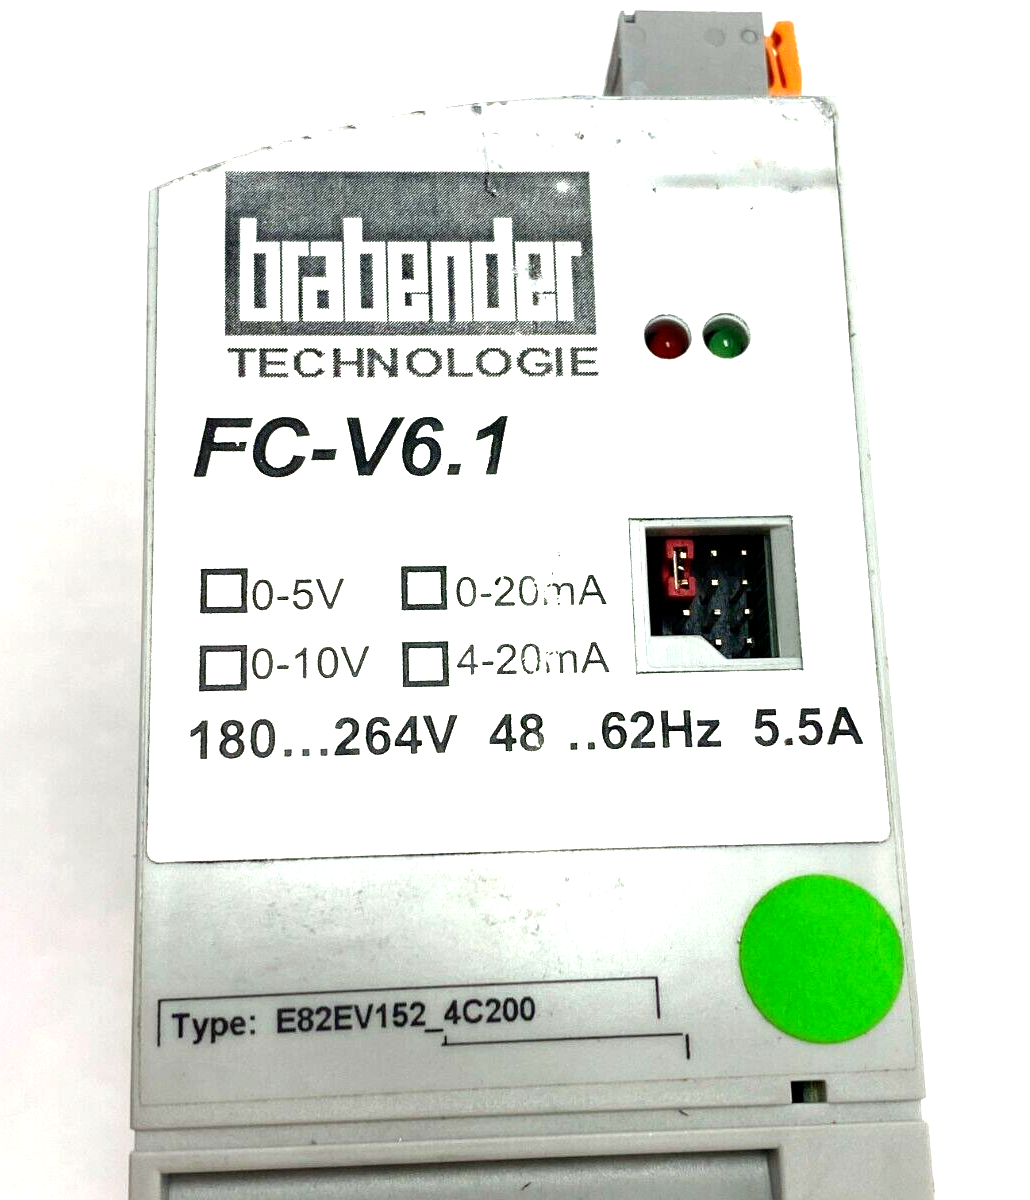 brabender
TECHNOLOGIE
FC-V6.1
0-5V 0-20mA
0-10V 4-20mA
180...264V 48 ..62Hz 5.5A
Type: E82EV152_4C200